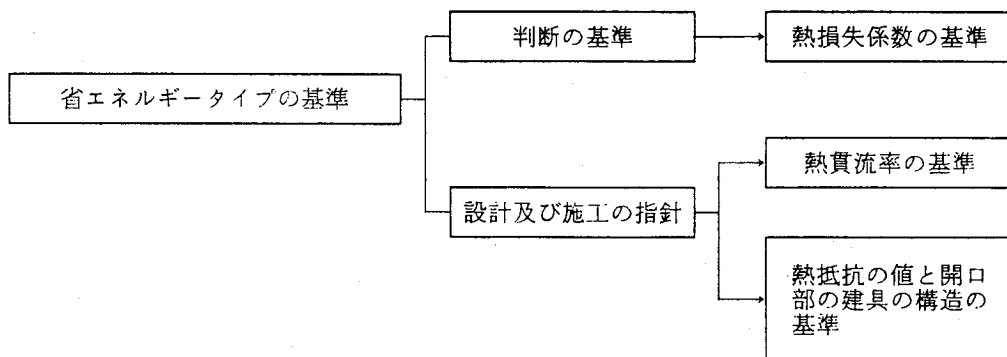 判断の基準
熱損失係数の基準
省エネルギータイプの基準
熱貫流率の基準
設計及び施工の指針
熱抵抗の値と開口
部の建具の構造の
基準